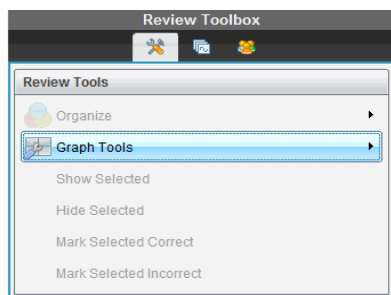 Review Toolbox
Review Tools
Organize
Graph Tools
Show Selected
Hide Selected
Mark Selected Correct
Mark Selected Incorrect